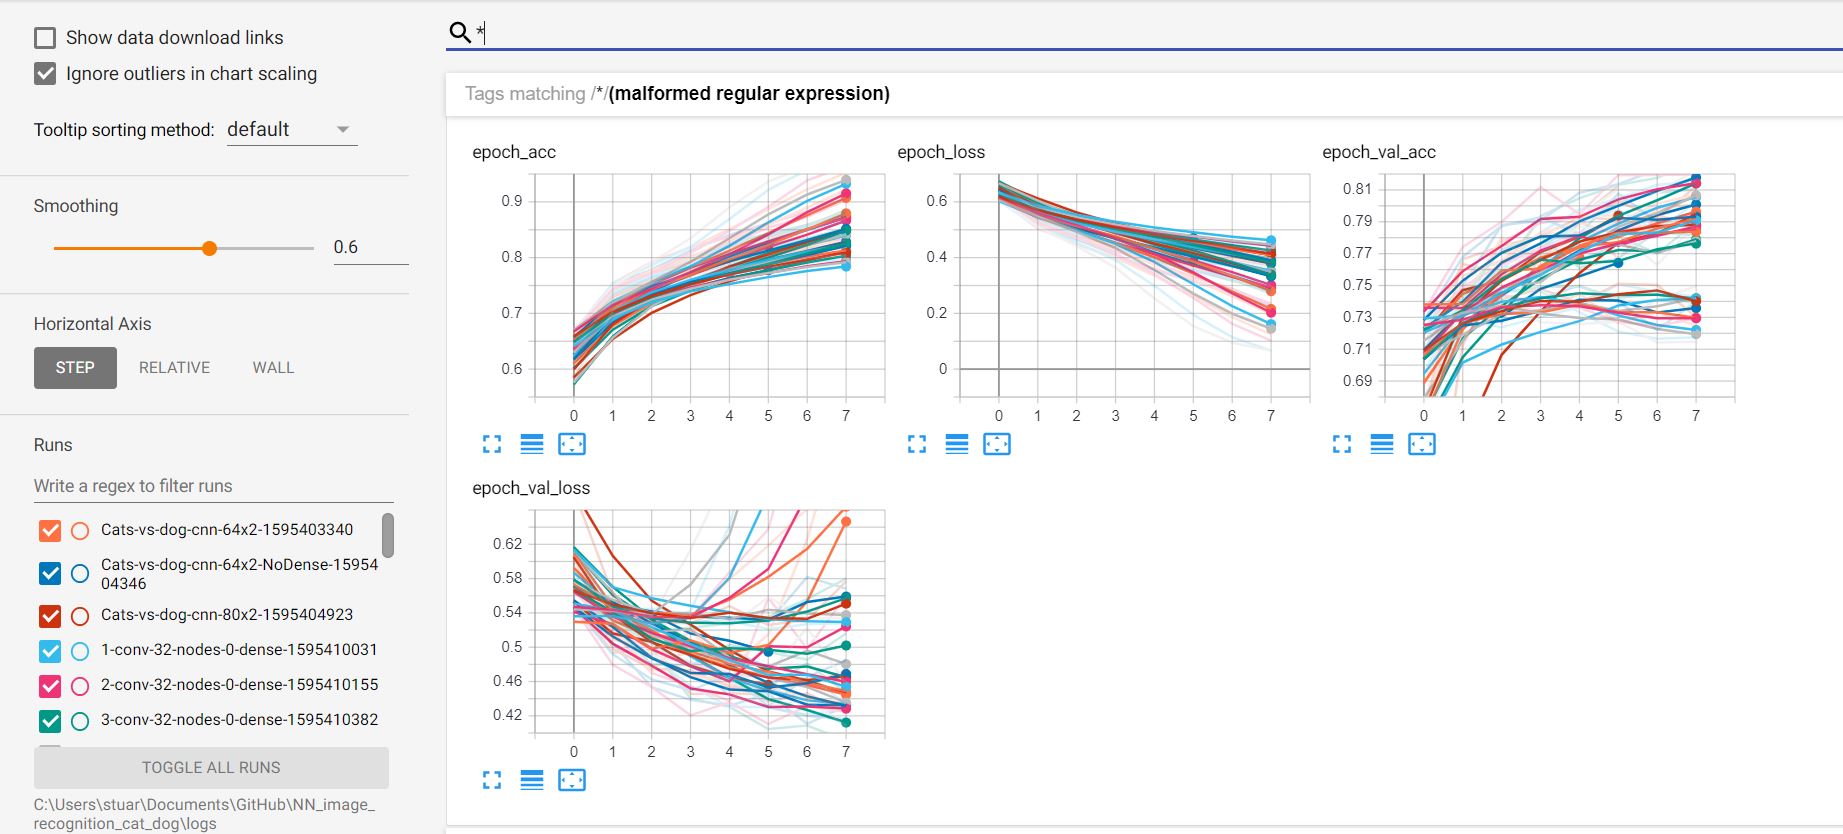 Show data download links
Ignore outliers in chart scaling
Tooltip sorting method: default
Smoothing
0.6
Horizontal Axis
STEP RELATIVE WALL
Runs
Write a regex to filter runs
Cats-vs-dog-cnn-64x2-1595403340
Cats-vs-dog-cnn-64x2-NoDense-15954
04346
Cats-vs-dog-cnn-80x2-1595404923
1-conv-32-nodes-0-dense-1595410031
2-conv-32-nodes-0-dense-1595410155
3-conv-32-nodes-0-dense-1595410382
TOGGLE ALL RUNS
C:\Users\stuar\Documents\GitHub\NN_image_
recognition_cat_dog\logs
*
Tags matching /*/(malformed regular expression)
epoch_acc
0.9
0.8
0.7
0.6
0 1 2 3 4 5 6 7
epoch_loss
0.6
0.4
0.2
0
0 1 2 3 4 5 6 7
epoch_val_acc
0.81
0.79
0.77
0.75
0.73
0.71
0.69
0 1 2 3 4 5 6 7
epoch_val_loss
0.62
0.58
0.54
0.5
0.46
0.42
0 1 2 3 4 5 6 7